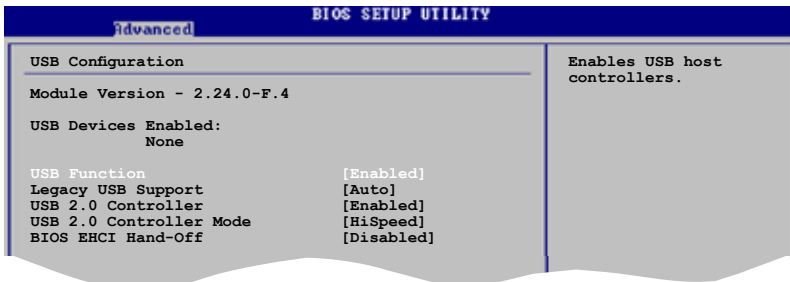 BIOS SETUP UTILITY
Advanced
USB Configuration
Module Version - 2.24.0-F.4
USB Devices Enabled:
None
USB Function [Enabled]
Legacy USB Support [Auto]
USB 2.0 Controller [Enabled]
USB 2.0 Controller Mode [HiSpeed]
BIOS EHCI Hand-Off [Disabled]
Enables USB host
controllers.